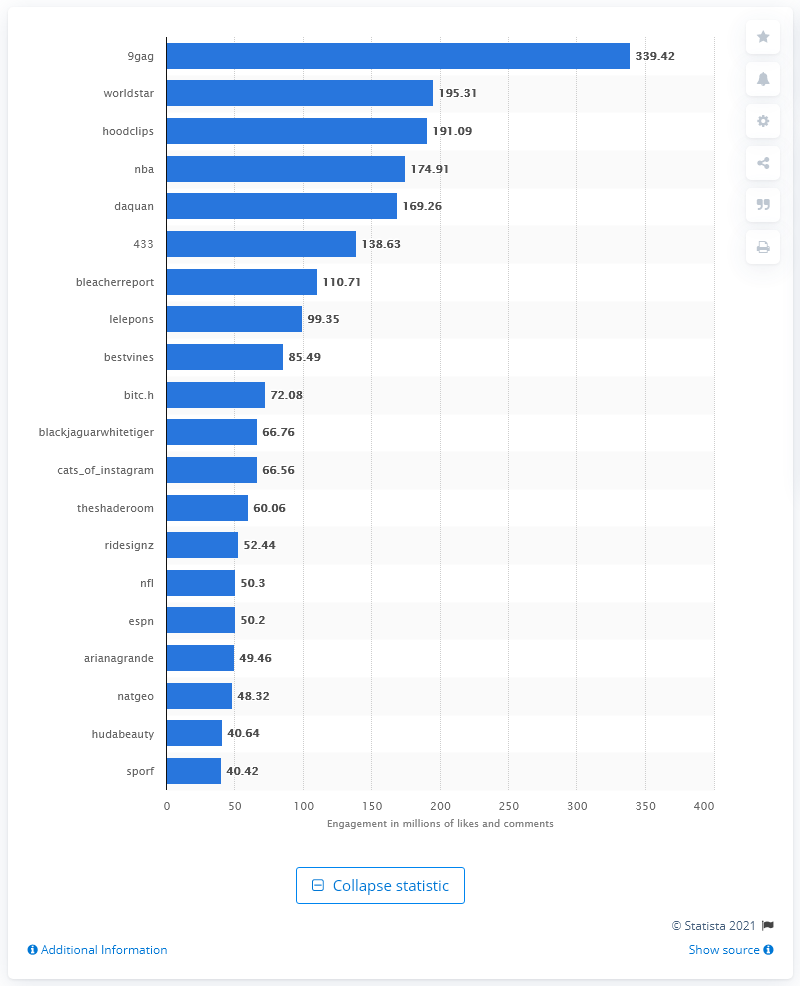 9gag 339.42
worldstar 195.31
hoodclips 191.09
nba 174.91
daquan 169.26
433 138.63
bleacherreport 110.71
lelepons 99.35
bestvines 85.49
bitc.h 72.08
blackjaguarwhitetiger 66.76
cats_of_instagram 66.56
theshaderoom 60.06
ridesignz 52.44
nfl 50.3
espn 50.2
arianagrande 49.46
natgeo 48.32
hudabeauty 40.64
sporf 40.42
0 50 100 150 200 250 300 350 400
Engagement in millions of likes and comments
Collapse statistic
© Statista 2021
Additional Information Show source